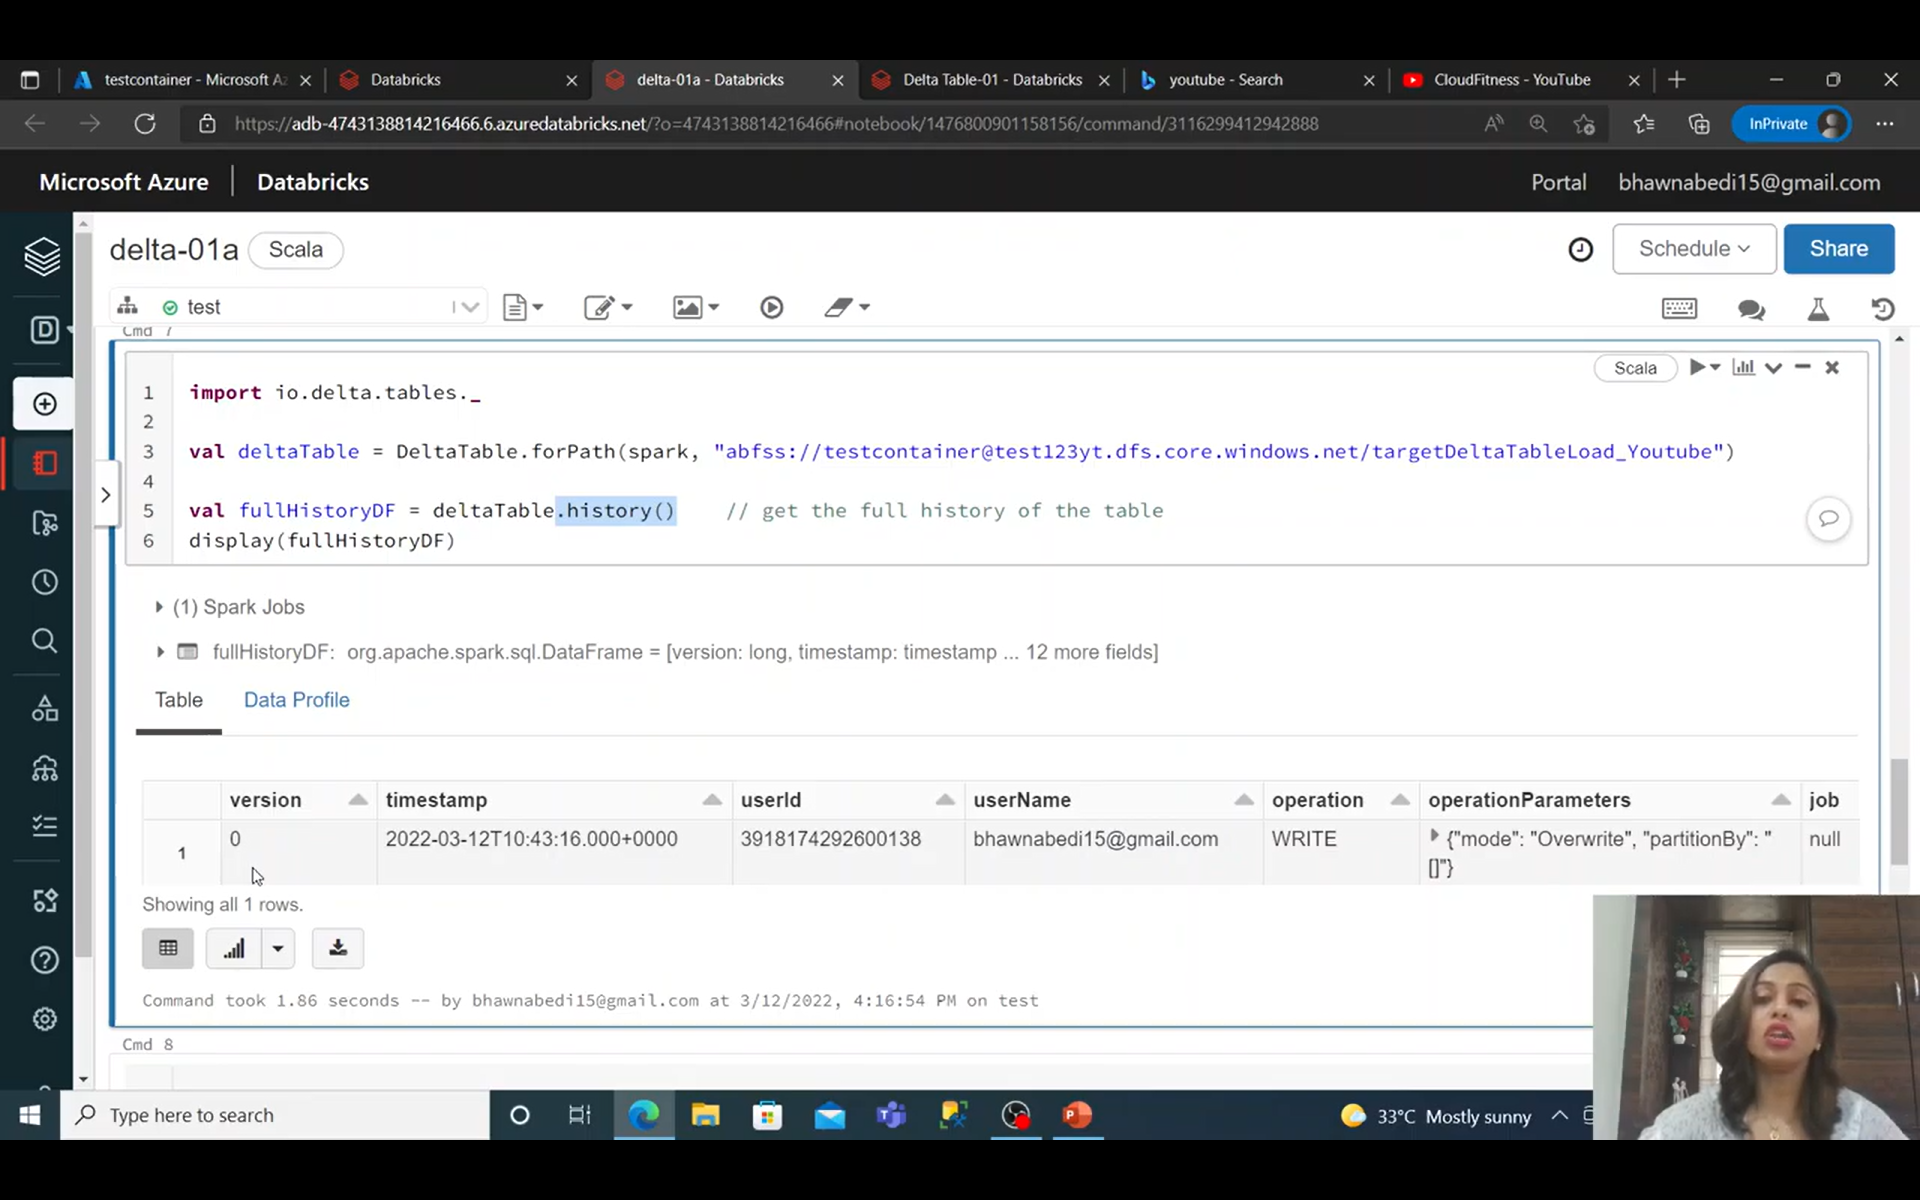 testcontainer - Microsoft Az
Databricks
delta-01a - Databricks
Delta Table-01 - Databricks
youtube - Search
CloudFitness - YouTube
https://adb-4743138814216466.6.azuredatabricks.net/?o=4743138814216466#notebook/1476800901158156/command/3116299412942888
InPrivate
Microsoft Azure
Databricks
Portal
bhawnabedi15@gmail.com
delta-01a
Scala
Schedule
Share
test
Cmd 7
Scala
1 import io.delta.tables._
2
3 val deltaTable = DeltaTable.forPath(spark, "abfss://testcontainer@test123yt.dfs.core.windows.net/targetDeltaTableLoad_Youtube")
4
5 val fullHistoryDF = deltaTable.history() // get the full history of the table
6 display(fullHistoryDF)
(1) Spark Jobs
fullHistoryDF: org.apache.spark.sql.DataFrame = [version: long, timestamp: timestamp ... 12 more fields]
Table
Data Profile
version timestamp userId userName operation operationParameters job
1 0 2022-03-12T10:43:16.000+0000 3918174292600138 bhawnabedi15@gmail.com WRITE {"mode": "Overwrite", "partitionBy": " null
[]"}
Showing all 1 rows.
Command took 1.86 seconds -- by bhawnabedi15@gmail.com at 3/12/2022, 4:16:54 PM on test
Cmd 8
Type here to search
33°C Mostly sunny